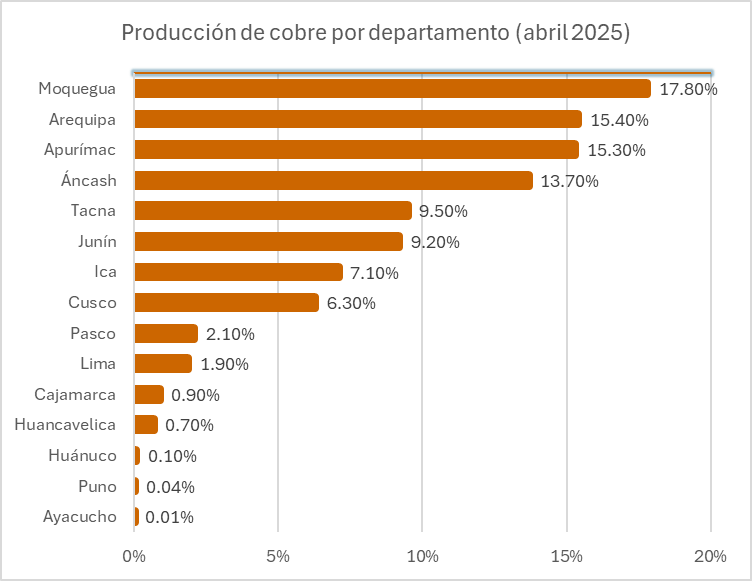 Producción de cobre por departamento (abril 2025)
Moquegua 17.80%
Arequipa 15.40%
Apurímac 15.30%
Áncash 13.70%
Tacna 9.50%
Junín 9.20%
Ica 7.10%
Cusco 6.30%
Pasco 2.10%
Lima 1.90%
Cajamarca 0.90%
Huancavelica 0.70%
Huánuco 0.10%
Puno 0.04%
Ayacucho 0.01%
0% 5% 10% 15% 20%